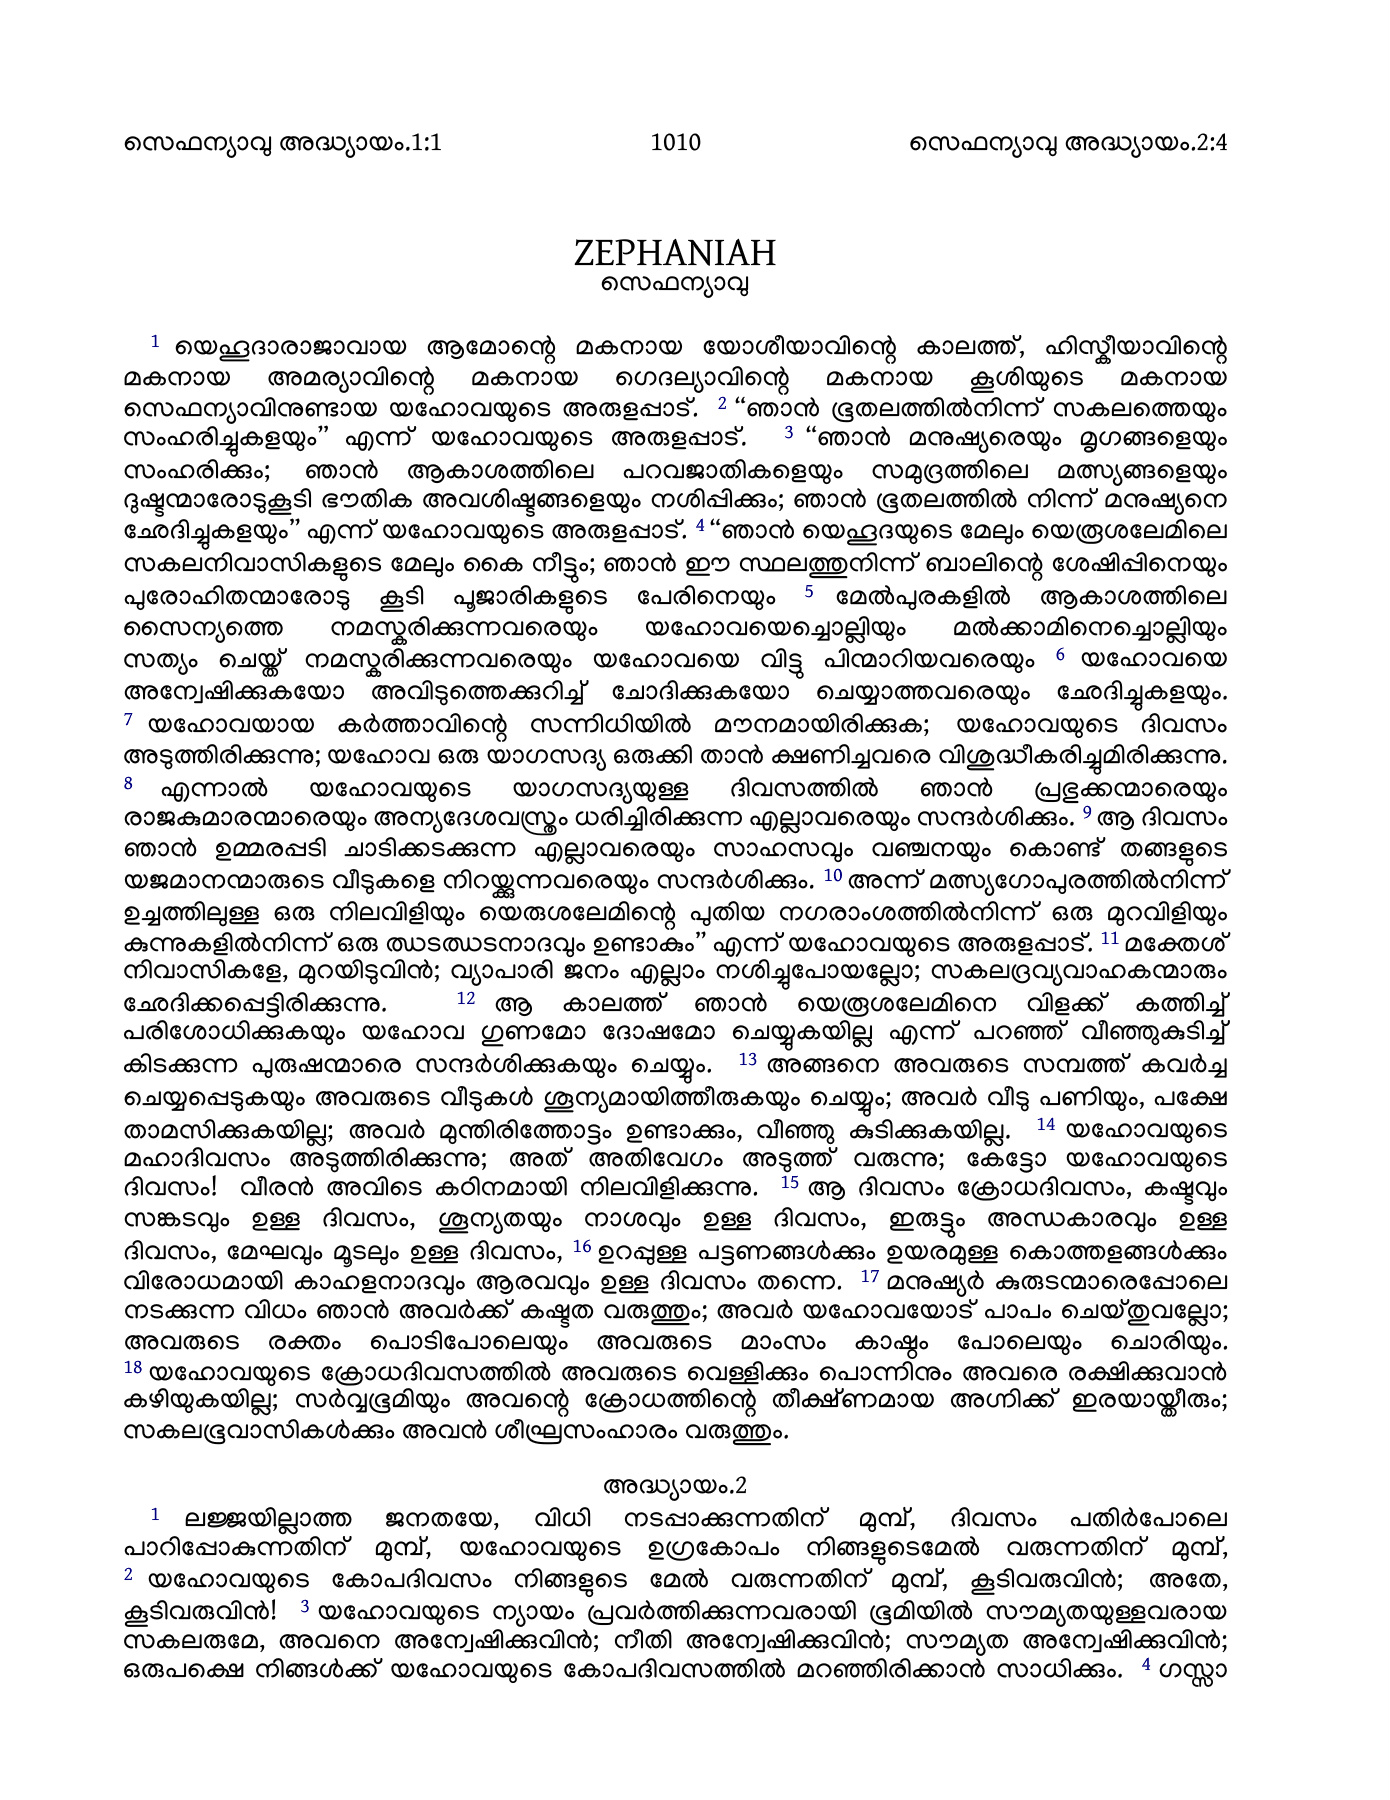 സെഫന്യാവു അദ്ധ്യായം.1:1 1010 സെഫന്യാവു അദ്ധ്യായം.2:4
ZEPHANIAH
സെഫന്യാവു
1 യെഹൂദാരാജാവായ ആമോന്റെ മകനായ യോശീയാവിന്റെ കാലത്ത്, ഹിസ്കീയാവിന്റെ
മകനായ അമര്യാവിന്റെ മകനായ ഗെദല്യാവിന്റെ മകനായ കൂശിയുടെ മകനായ
സെഫന്യാവിനുണ്ടായ യഹോവയുടെ അരുളപ്പാട്. 2 “ഞാൻ ഭൂതലത്തിൽനിന്ന് സകലത്തെയും
സംഹരിച്ചുകളയും” എന്ന് യഹോവയുടെ അരുളപ്പാട്. 3 “ഞാൻ മനുഷ്യരെയും മൃഗങ്ങളെയും
സംഹരിക്കും; ഞാൻ ആകാശത്തിലെ പറവജാതികളെയും സമുദ്രത്തിലെ മത്സ്യങ്ങളെയും
ദുഷ്ടന്മാരോടുകൂടി ഭൗതിക അവശിഷ്ടങ്ങളെയും നശിപ്പിക്കും; ഞാൻ ഭൂതലത്തിൽ നിന്ന് മനുഷ്യനെ
ഛേദിച്ചുകളയും” എന്ന് യഹോവയുടെ അരുളപ്പാട്. 4 “ഞാൻ യെഹൂദയുടെ മേലും യെരൂശലേമിലെ
സകലനിവാസികളുടെ മേലും കൈ നീട്ടും; ഞാൻ ഈ സ്ഥലത്തുനിന്ന് ബാലിന്റെ ശേഷിപ്പിനെയും
പുരോഹിതന്മാരോടു കൂടി പൂജാരികളുടെ പേരിനെയും 5 മേൽപുരകളിൽ ആകാശത്തിലെ
സൈന്യത്തെ നമസ്കരിക്കുന്നവരെയും യഹോവയെച്ചൊല്ലിയും മൽക്കാമിനെച്ചൊല്ലിയും
സത്യം ചെയ്ത് നമസ്കരിക്കുന്നവരെയും യഹോവയെ വിട്ടു പിന്മാറിയവരെയും 6 യഹോവയെ
അന്വേഷിക്കുകയോ അവിടുത്തെക്കുറിച്ച് ചോദിക്കുകയോ ചെയ്യാത്തവരെയും ഛേദിച്ചുകളയും.
7 യഹോവയായ കർത്താവിന്റെ സന്നിധിയിൽ മൗനമായിരിക്കുക; യഹോവയുടെ ദിവസം
അടുത്തിരിക്കുന്നു; യഹോവ ഒരു യാഗസദ്യ ഒരുക്കി താൻ ക്ഷണിച്ചവരെ വിശുദ്ധീകരിച്ചുമിരിക്കുന്നു.
8 എന്നാൽ യഹോവയുടെ യാഗസദ്യയുള്ള ദിവസത്തിൽ ഞാൻ പ്രഭുക്കന്മാരെയും
രാജകുമാരന്മാരെയും അന്യദേശവസ്ത്രം ധരിച്ചിരിക്കുന്ന എല്ലാവരെയും സന്ദർശിക്കും. 9 ആ ദിവസം
ഞാൻ ഉമ്മരപ്പടി ചാടിക്കടക്കുന്ന എല്ലാവരെയും സാഹസവും വഞ്ചനയും കൊണ്ട് തങ്ങളുടെ
യജമാനന്മാരുടെ വീടുകളെ നിറയ്ക്കുന്നവരെയും സന്ദർശിക്കും. 10 അന്ന് മത്സ്യഗോപുരത്തിൽനിന്ന്
ഉച്ചത്തിലുള്ള ഒരു നിലവിളിയും യെരുശലേമിന്റെ പുതിയ നഗരാംശത്തിൽനിന്ന് ഒരു മുറവിളിയും
കുന്നുകളിൽനിന്ന് ഒരു ഝടഝടനാദവും ഉണ്ടാകും” എന്ന് യഹോവയുടെ അരുളപ്പാട്. 11 മക്തേശ്
നിവാസികളേ, മുറയിടുവിൻ; വ്യാപാരി ജനം എല്ലാം നശിച്ചുപോയല്ലോ; സകലദ്രവ്യവാഹകന്മാരും
ഛേദിക്കപ്പെട്ടിരിക്കുന്നു. 12 ആ കാലത്ത് ഞാൻ യെരൂശലേമിനെ വിളക്ക് കത്തിച്ച്
പരിശോധിക്കുകയും യഹോവ ഗുണമോ ദോഷമോ ചെയ്യുകയില്ല എന്ന് പറഞ്ഞ് വീഞ്ഞുകുടിച്ച്
കിടക്കുന്ന പുരുഷന്മാരെ സന്ദർശിക്കുകയും ചെയ്യും. 13 അങ്ങനെ അവരുടെ സമ്പത്ത് കവർച്ച
ചെയ്യപ്പെടുകയും അവരുടെ വീടുകൾ ശൂന്യമായിത്തീരുകയും ചെയ്യും; അവർ വീടു പണിയും, പക്ഷേ
താമസിക്കുകയില്ല; അവർ മുന്തിരിത്തോട്ടം ഉണ്ടാക്കും, വീഞ്ഞു കുടിക്കുകയില്ല. 14 യഹോവയുടെ
മഹാദിവസം അടുത്തിരിക്കുന്നു; അത് അതിവേഗം അടുത്ത് വരുന്നു; കേട്ടോ യഹോവയുടെ
ദിവസം! വീരൻ അവിടെ കഠിനമായി നിലവിളിക്കുന്നു. 15 ആ ദിവസം ക്രോധദിവസം, കഷ്ടവും
സങ്കടവും ഉള്ള ദിവസം, ശൂന്യതയും നാശവും ഉള്ള ദിവസം, ഇരുട്ടും അന്ധകാരവും ഉള്ള
ദിവസം, മേഘവും മൂടലും ഉള്ള ദിവസം, 16 ഉറപ്പുള്ള പട്ടണങ്ങൾക്കും ഉയരമുള്ള കൊത്തളങ്ങൾക്കും
വിരോധമായി കാഹളനാദവും ആരവവും ഉള്ള ദിവസം തന്നെ. 17 മനുഷ്യർ കുരുടന്മാരെപ്പോലെ
നടക്കുന്ന വിധം ഞാൻ അവർക്ക് കഷ്ടത വരുത്തും; അവർ യഹോവയോട് പാപം ചെയ്തുവല്ലോ;
അവരുടെ രക്തം പൊടിപോലെയും അവരുടെ മാംസം കാഷ്ഠം പോലെയും ചൊരിയും.
18 യഹോവയുടെ ക്രോധദിവസത്തിൽ അവരുടെ വെള്ളിക്കും പൊന്നിനും അവരെ രക്ഷിക്കുവാൻ
കഴിയുകയില്ല; സർവ്വഭൂമിയും അവന്റെ ക്രോധത്തിന്റെ തീക്ഷ്ണമായ അഗ്നിക്ക് ഇരയായ്ത്തീരും;
സകലഭൂവാസികൾക്കും അവൻ ശീഘ്രസംഹാരം വരുത്തും.
അദ്ധ്യായം.2
1 ലജ്ജയില്ലാത്ത ജനതയേ, വിധി നടപ്പാക്കുന്നതിന് മുമ്പ്, ദിവസം പതിർപോലെ
പാറിപ്പോകുന്നതിന് മുമ്പ്, യഹോവയുടെ ഉഗ്രകോപം നിങ്ങളുടെമേൽ വരുന്നതിന് മുമ്പ്,
2 യഹോവയുടെ കോപദിവസം നിങ്ങളുടെ മേൽ വരുന്നതിന് മുമ്പ്, കൂടിവരുവിൻ; അതേ,
കൂടിവരുവിൻ! 3 യഹോവയുടെ ന്യായം പ്രവർത്തിക്കുന്നവരായി ഭൂമിയിൽ സൗമ്യതയുള്ളവരായ
സകലരുമേ, അവനെ അന്വേഷിക്കുവിൻ; നീതി അന്വേഷിക്കുവിൻ; സൗമ്യത അന്വേഷിക്കുവിൻ;
ഒരുപക്ഷെ നിങ്ങൾക്ക് യഹോവയുടെ കോപദിവസത്തിൽ മറഞ്ഞിരിക്കാൻ സാധിക്കും. 4 ഗസ്സാ